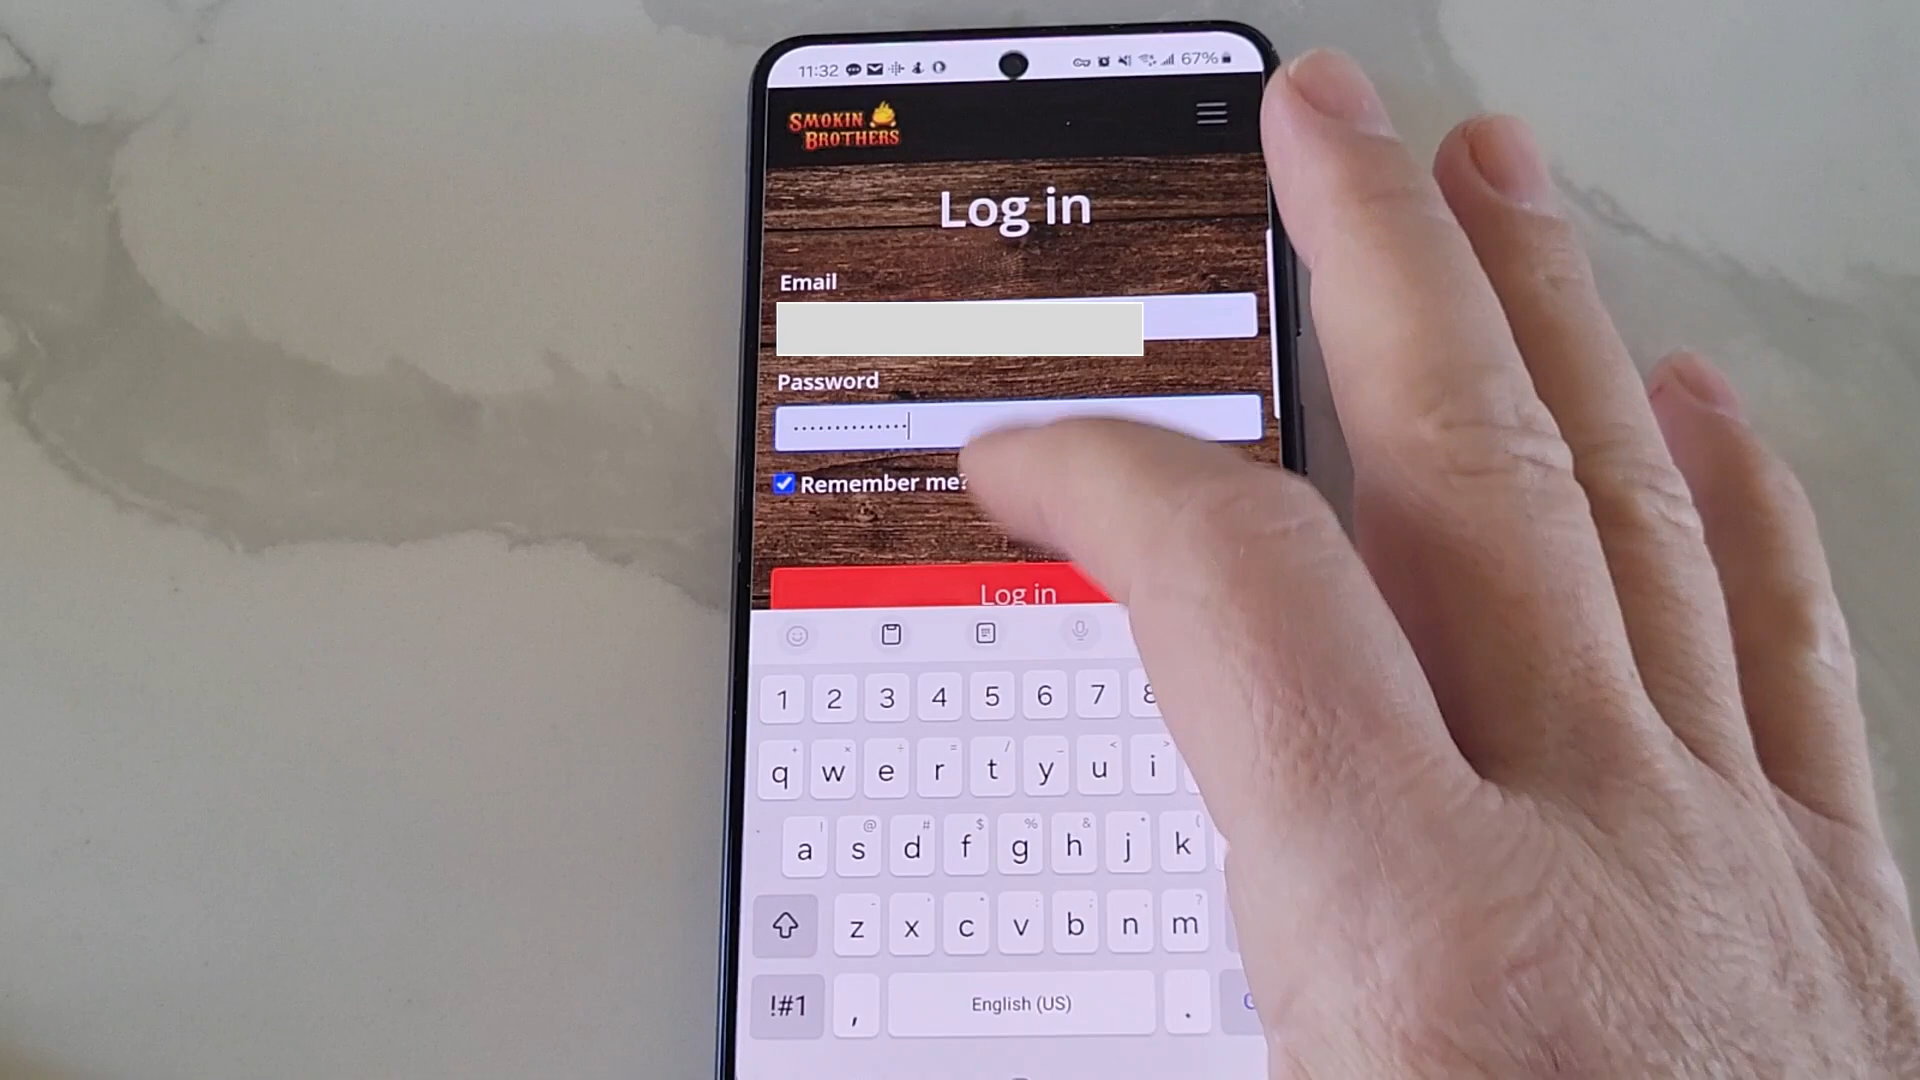 11:32
67%
SMOKIN
BROTHERS
Log in
Email
Password
Remember me?
Log in
1 2 3 4 5 6 7 8
q w e r t y u i
a s d f g h j k
z x c v b n m
!#1 , English (US) .